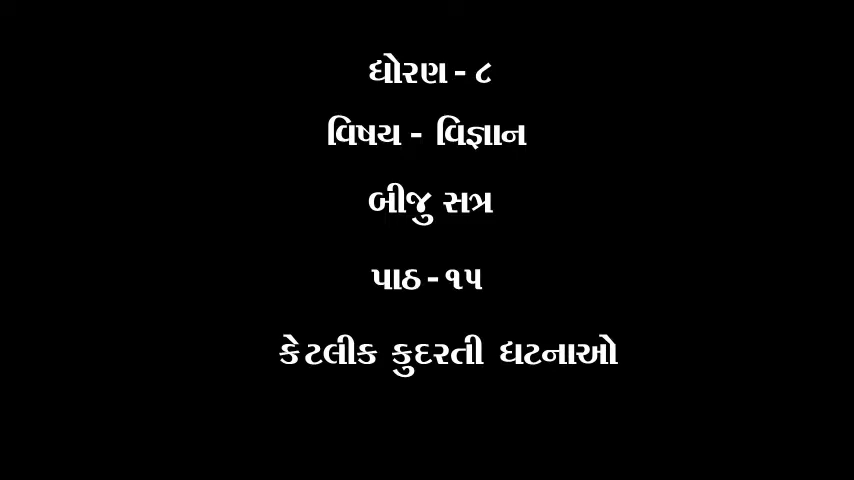 ધોરણ - ૮
વિષય - વિજ્ઞાન
બીજુ સત્ર
પાઠ - ૧૫
કેટલીક કુદરતી ઘટનાઓ